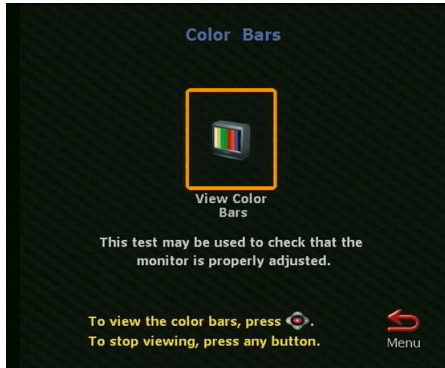 Color Bars
View Color
Bars
This test may be used to check that the
monitor is properly adjusted.
To view the color bars, press .
To stop viewing, press any button.
Menu